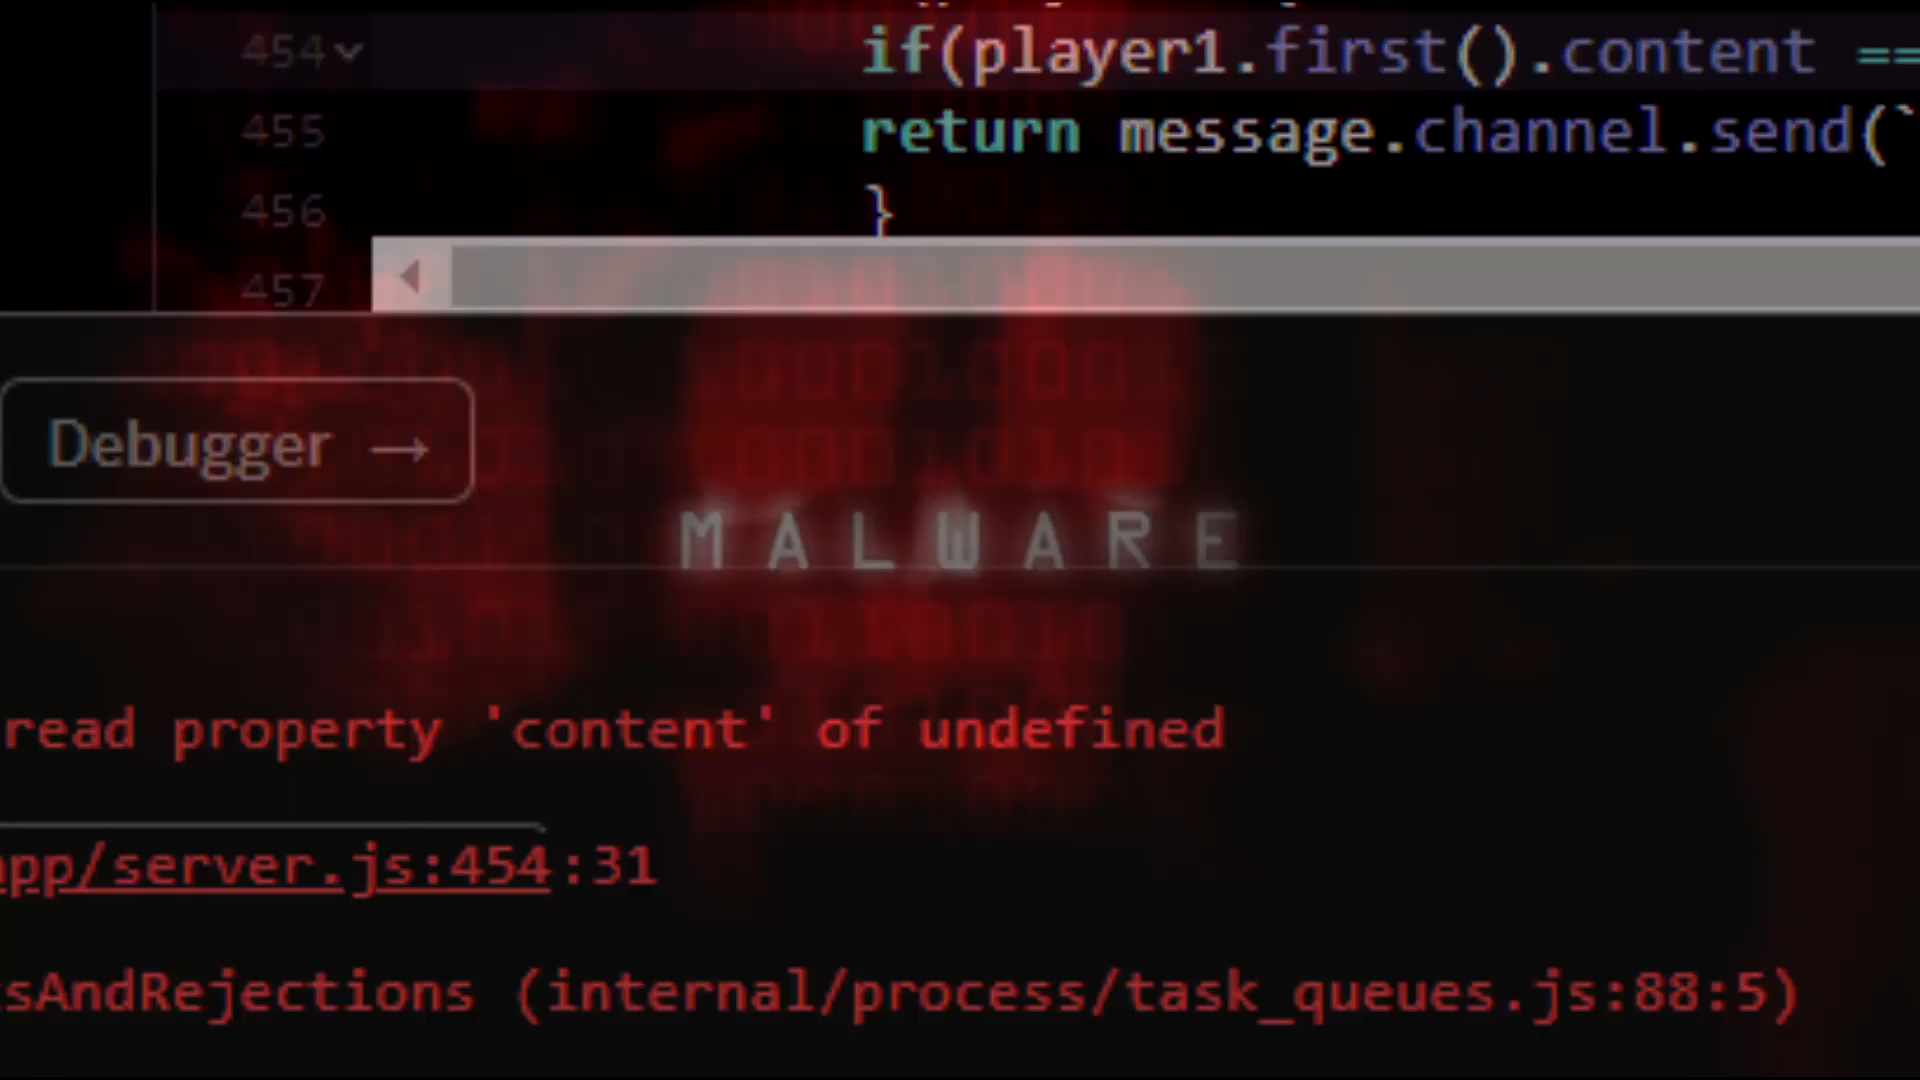 454
if(player1.first().content ==
455
return message.channel.send(`
456
}
457
Debugger →
MALWARE
read property 'content' of undefined
app/server.js:454:31
sAndRejections (internal/process/task_queues.js:88:5)